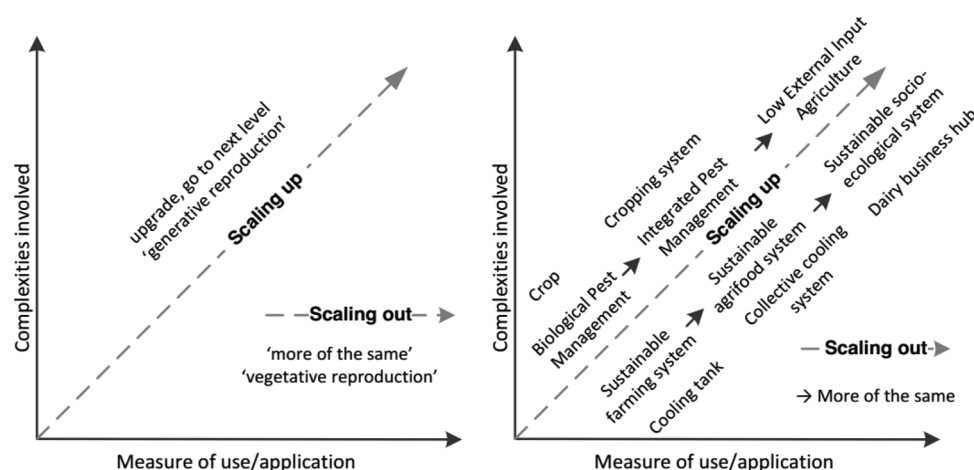 Complexities involved
upgrade, go to next level
‘generative reproduction’
Scaling up
Scaling out
‘more of the same’
‘vegetative reproduction’
Measure of use/application
Complexities involved
Crop
Cropping system
Biological Pest
Management
Integrated Pest
Management
Low External Input
Agriculture
Scaling up
Sustainable
farming system
Sustainable
agrifood system
Sustainable socio-
ecological system
Cooling tank
Collective cooling
system
Dairy business hub
Scaling out
→ More of the same
Measure of use/application